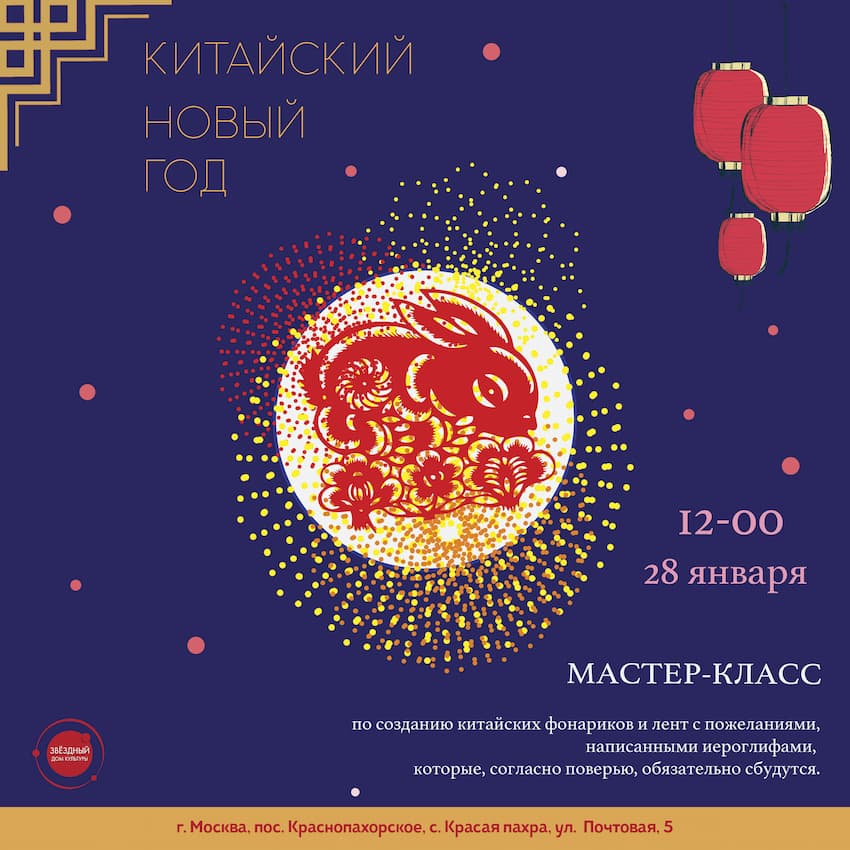 КИТАЙСКИЙ
НОВЫЙ
ГОД
12-00
28 января
МАСТЕР-КЛАСС
по созданию китайских фонариков и лент с пожеланиями,
написанными иероглифами,
которые, согласно поверью, обязательно сбудутся.
ЗВЁЗДНЫЙ
ДОМ КУЛЬТУРЫ
г. Москва, пос. Краснопахорское, с. Красая пахра, ул. Почтовая, 5